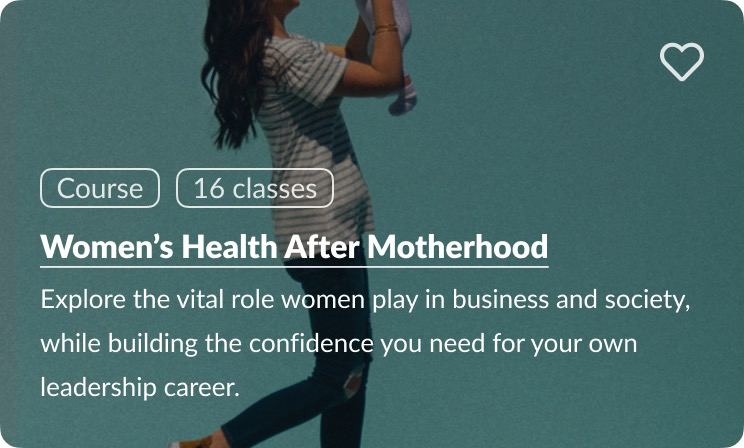 Course
16 classes
Women’s Health After Motherhood
Explore the vital role women play in business and society,
while building the confidence you need for your own
leadership career.